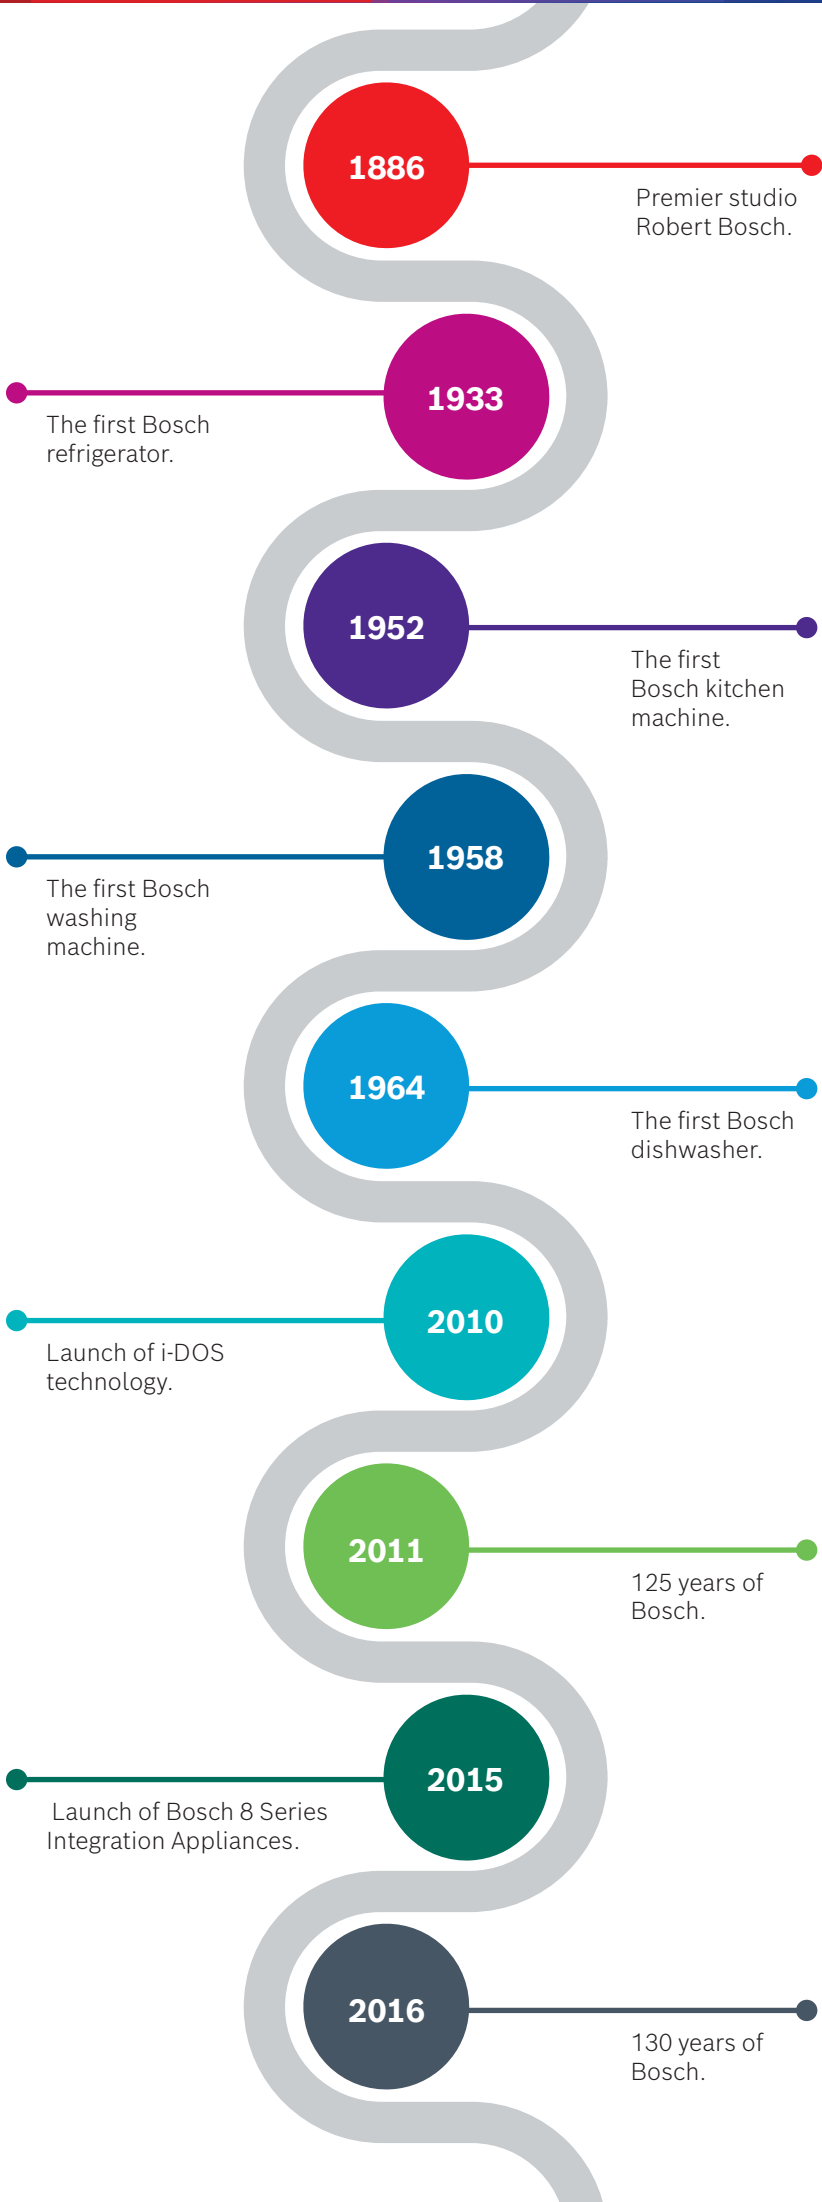 1886
Premier studio
Robert Bosch.
1933
The first Bosch
refrigerator.
1952
The first
Bosch kitchen
machine.
1958
The first Bosch
washing
machine.
1964
The first Bosch
dishwasher.
2010
Launch of i-DOS
technology.
2011
125 years of
Bosch.
2015
Launch of Bosch 8 Series
Integration Appliances.
2016
130 years of
Bosch.